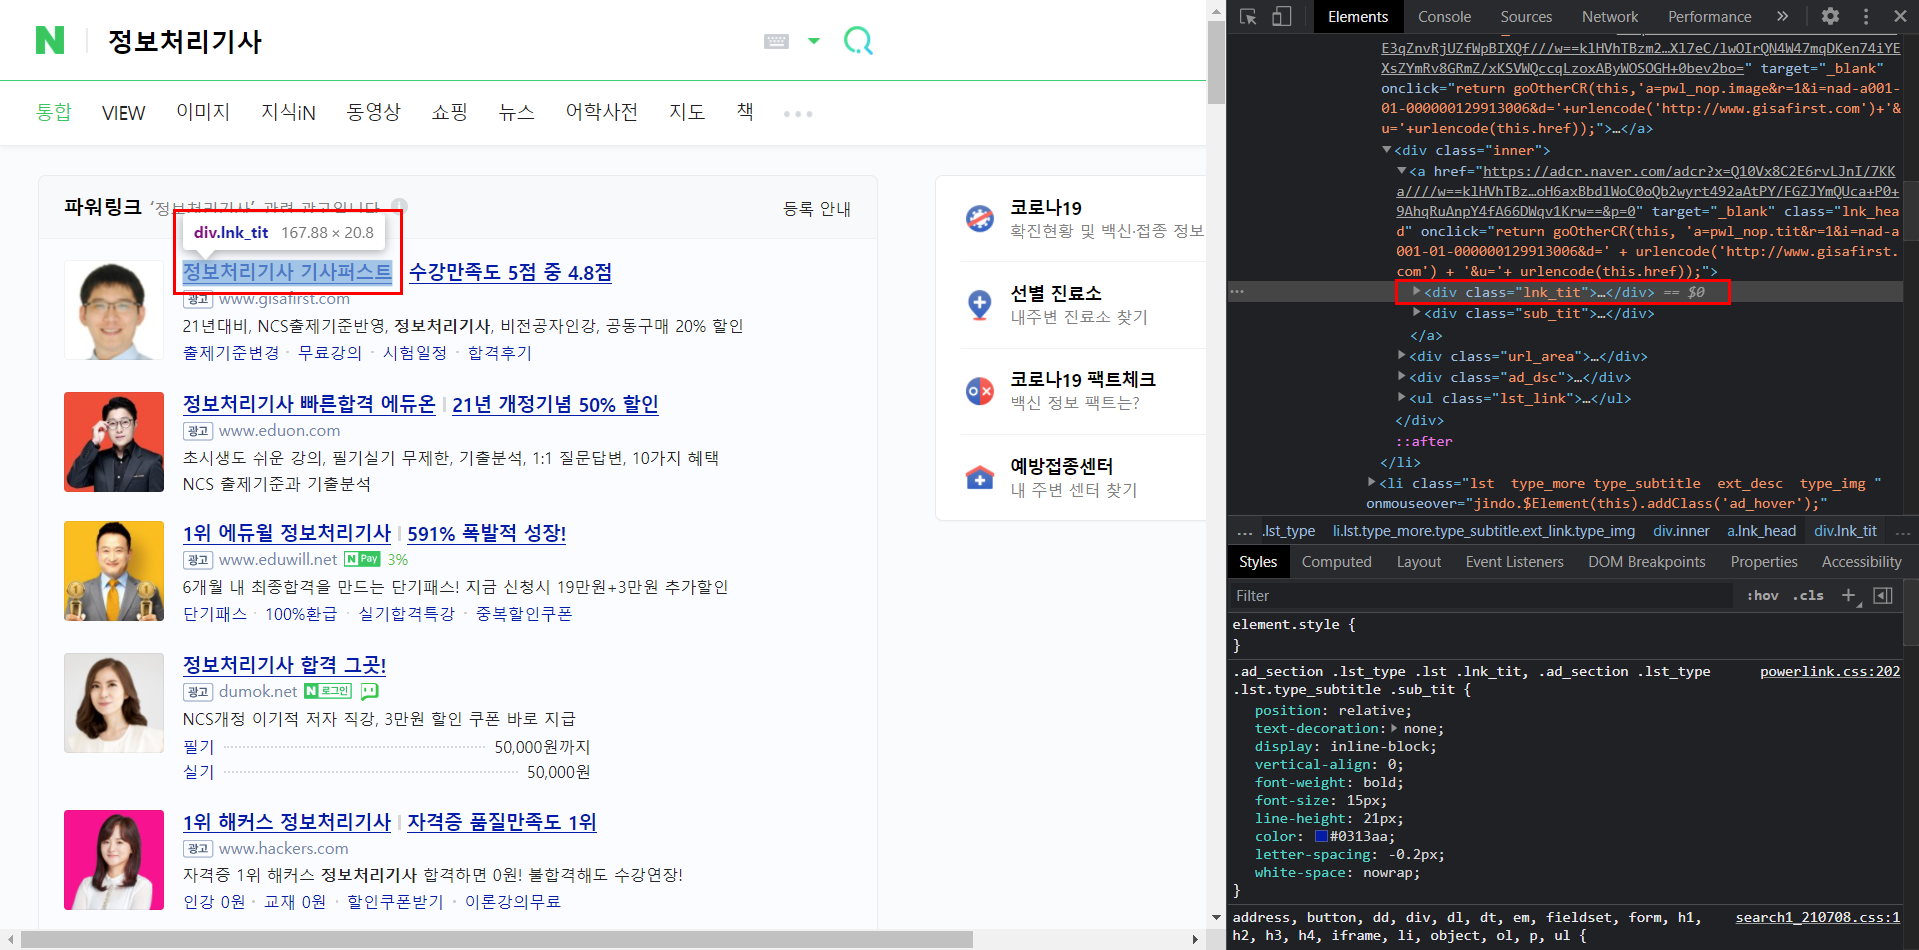 N 정보처리기사
통합 VIEW 이미지 지식iN 동영상 쇼핑 뉴스 어학사전 지도 책
파워링크 '정보처리기사' 관련 광고입니다 등록 안내
div.lnk_tit 167.88 × 20.8
정보처리기사 기사퍼스트 수강만족도 5점 중 4.8점
광고 www.gisafirst.com
21년대비, NCS출제기준반영, 정보처리기사, 비전공자인강, 공동구매 20% 할인
출제기준변경 · 무료강의 · 시험일정 · 합격후기
정보처리기사 빠른합격 에듀온 21년 개정기념 50% 할인
광고 www.eduon.com
초시생도 쉬운 강의, 필기실기 무제한, 기출분석, 1:1 질문답변, 10가지 혜택
NCS 출제기준과 기출분석
1위 에듀윌 정보처리기사 591% 폭발적 성장!
광고 www.eduwill.net N Pay 3%
6개월 내 최종합격을 만드는 단기패스! 지금 신청시 19만원+3만원 추가할인
단기패스 · 100%환급 · 실기합격특강 · 중복할인쿠폰
정보처리기사 합격 그곳!
광고 dumok.net N 로그인
NCS개정 이기적 저자 직강, 3만원 할인 쿠폰 바로 지급
필기 50,000원까지
실기 50,000원
1위 해커스 정보처리기사 자격증 품질만족도 1위
광고 www.hackers.com
자격증 1위 해커스 정보처리기사 합격하면 0원! 불합격해도 수강연장!
인강 0원 · 교재 0원 · 할인쿠폰받기 · 이론강의무료
코로나19
확진현황 및 백신·접종 정보
선별 진료소
내주변 진료소 찾기
코로나19 팩트체크
백신 정보 팩트는?
예방접종센터
내 주변 센터 찾기
Elements Console Sources Network Performance »
E3qZnvRjUZfWpBIXQf///w==klHVhTBzm2…Xl7eC/lwOIrQN4W47mqDKen74iYE
XsZYmRv8GRmZ/xKSVWQccqLzoxAByWOSOGH+0bev2bo=" target="_blank"
onclick="return goOtherCR(this,'a=pwl_nop.image&r=1&i=nad-a001-
01-000000129913006&d='+urlencode('http://www.gisafirst.com')+'&
u='+urlencode(this.href));">…</a>
<div class="inner">
<a href="https://adcr.naver.com/adcr?x=Q10Vx8C2E6rvLJnI/7KK
a////w==klHVhTBz…oH6axBbdlWoC0oQb2wyrt492aAtPY/FGZJYmQUca+P0+
9AhqRuAnpY4fA66DWqv1Krw==&p=0" target="_blank" class="lnk_hea
d" onclick="return goOtherCR(this, 'a=pwl_nop.tit&r=1&i=nad-a
001-01-000000129913006&d=' + urlencode('http://www.gisafirst.
com') + '&u='+ urlencode(this.href));">
<div class="lnk_tit">…</div> == $0
<div class="sub_tit">…</div>
</a>
<div class="url_area">…</div>
<div class="ad_dsc">…</div>
<ul class="lst_link">…</ul>
</div>
::after
</li>
<li class="lst type_more type_subtitle ext_desc type_img "
onmouseover="jindo.$Element(this).addClass('ad_hover');"
… .lst_type li.lst.type_more.type_subtitle.ext_link.type_img div.inner a.lnk_head div.lnk_tit …
Styles Computed Layout Event Listeners DOM Breakpoints Properties Accessibility
Filter :hov .cls +
element.style {
}
.ad_section .lst_type .lst .lnk_tit, .ad_section .lst_type powerlink.css:202
.lst.type_subtitle .sub_tit {
position: relative;
text-decoration: none;
display: inline-block;
vertical-align: 0;
font-weight: bold;
font-size: 15px;
line-height: 21px;
color: #0313aa;
letter-spacing: -0.2px;
white-space: nowrap;
}
address, button, dd, div, dl, dt, em, fieldset, form, h1, search1_210708.css:1
h2, h3, h4, iframe, li, object, ol, p, ul {